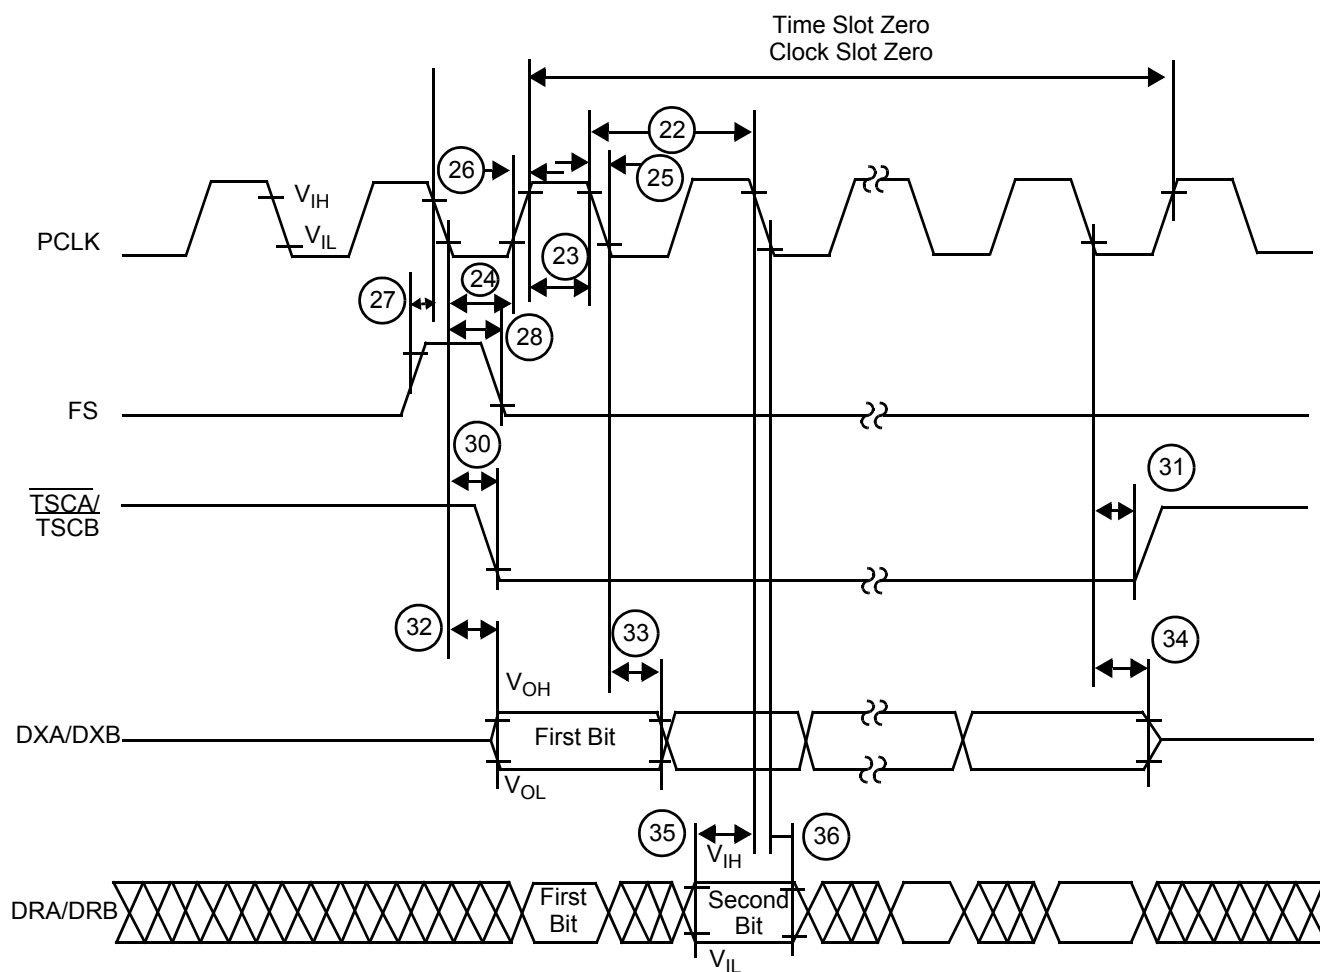 Time Slot Zero
Clock Slot Zero
22
26
25
VIH
VIL
PCLK
23
24
27
28
FS
30
31
TSCA/
TSCB
32
33
34
VOH
DXA/DXB
First Bit
VOL
35
36
VIH
DRA/DRB
First
Bit
Second
Bit
VIL